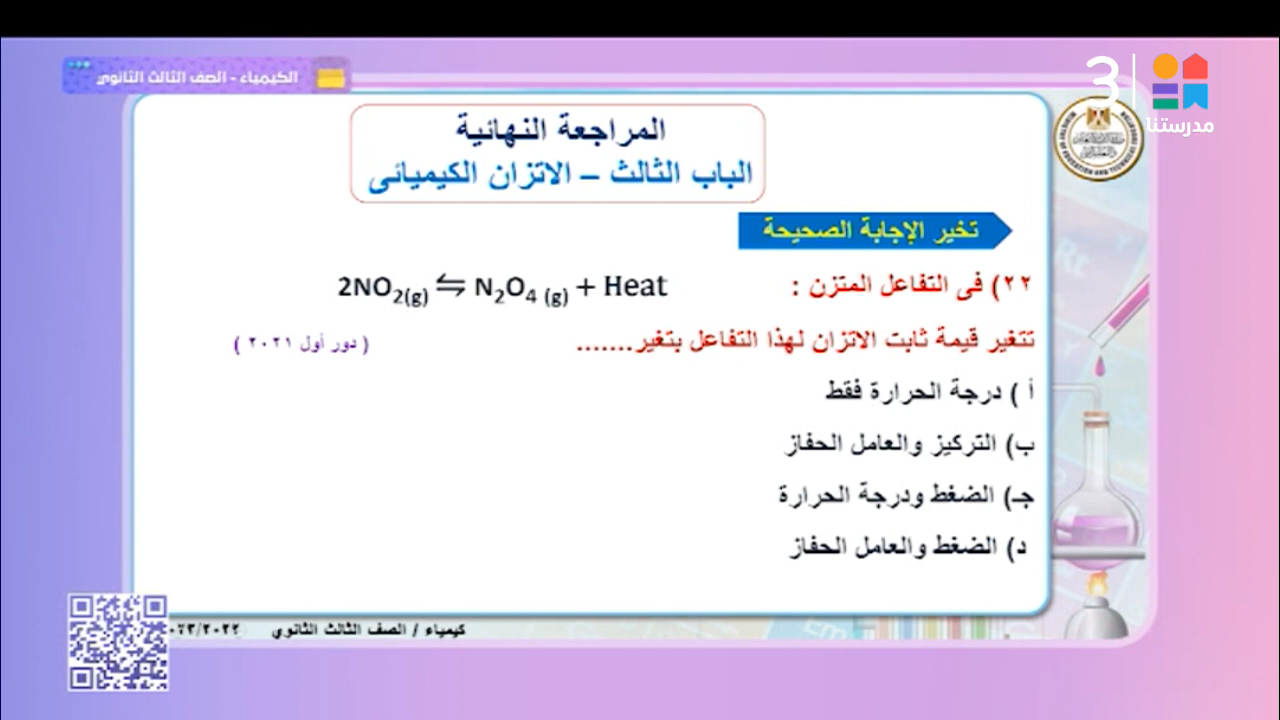 3
مدرستنا
الكيمياء - الصف الثالث الثانوي
المراجعة النهائية
الباب الثالث – الاتزان الكيميائى
تخير الإجابة الصحيحة
٢٢) فى التفاعل المتزن : 2NO2(g) ⇋ N2O4 (g) + Heat
تتغير قيمة ثابت الاتزان لهذا التفاعل بتغير....... ( دور أول ٢٠٢١ )
أ ) درجة الحرارة فقط
ب) التركيز والعامل الحفاز
جـ) الضغط ودرجة الحرارة
د) الضغط والعامل الحفاز
كيمياء / الصف الثالث الثانوي